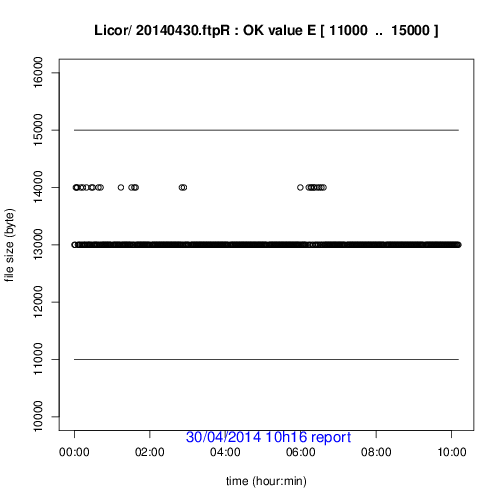 Licor/ 20140430.ftpR : OK value E [ 11000 .. 15000 ]
file size (byte)
16000
15000
14000
13000
12000
11000
10000
30/04/2014 10h16 report
00:00 02:00 04:00 06:00 08:00 10:00
time (hour:min)